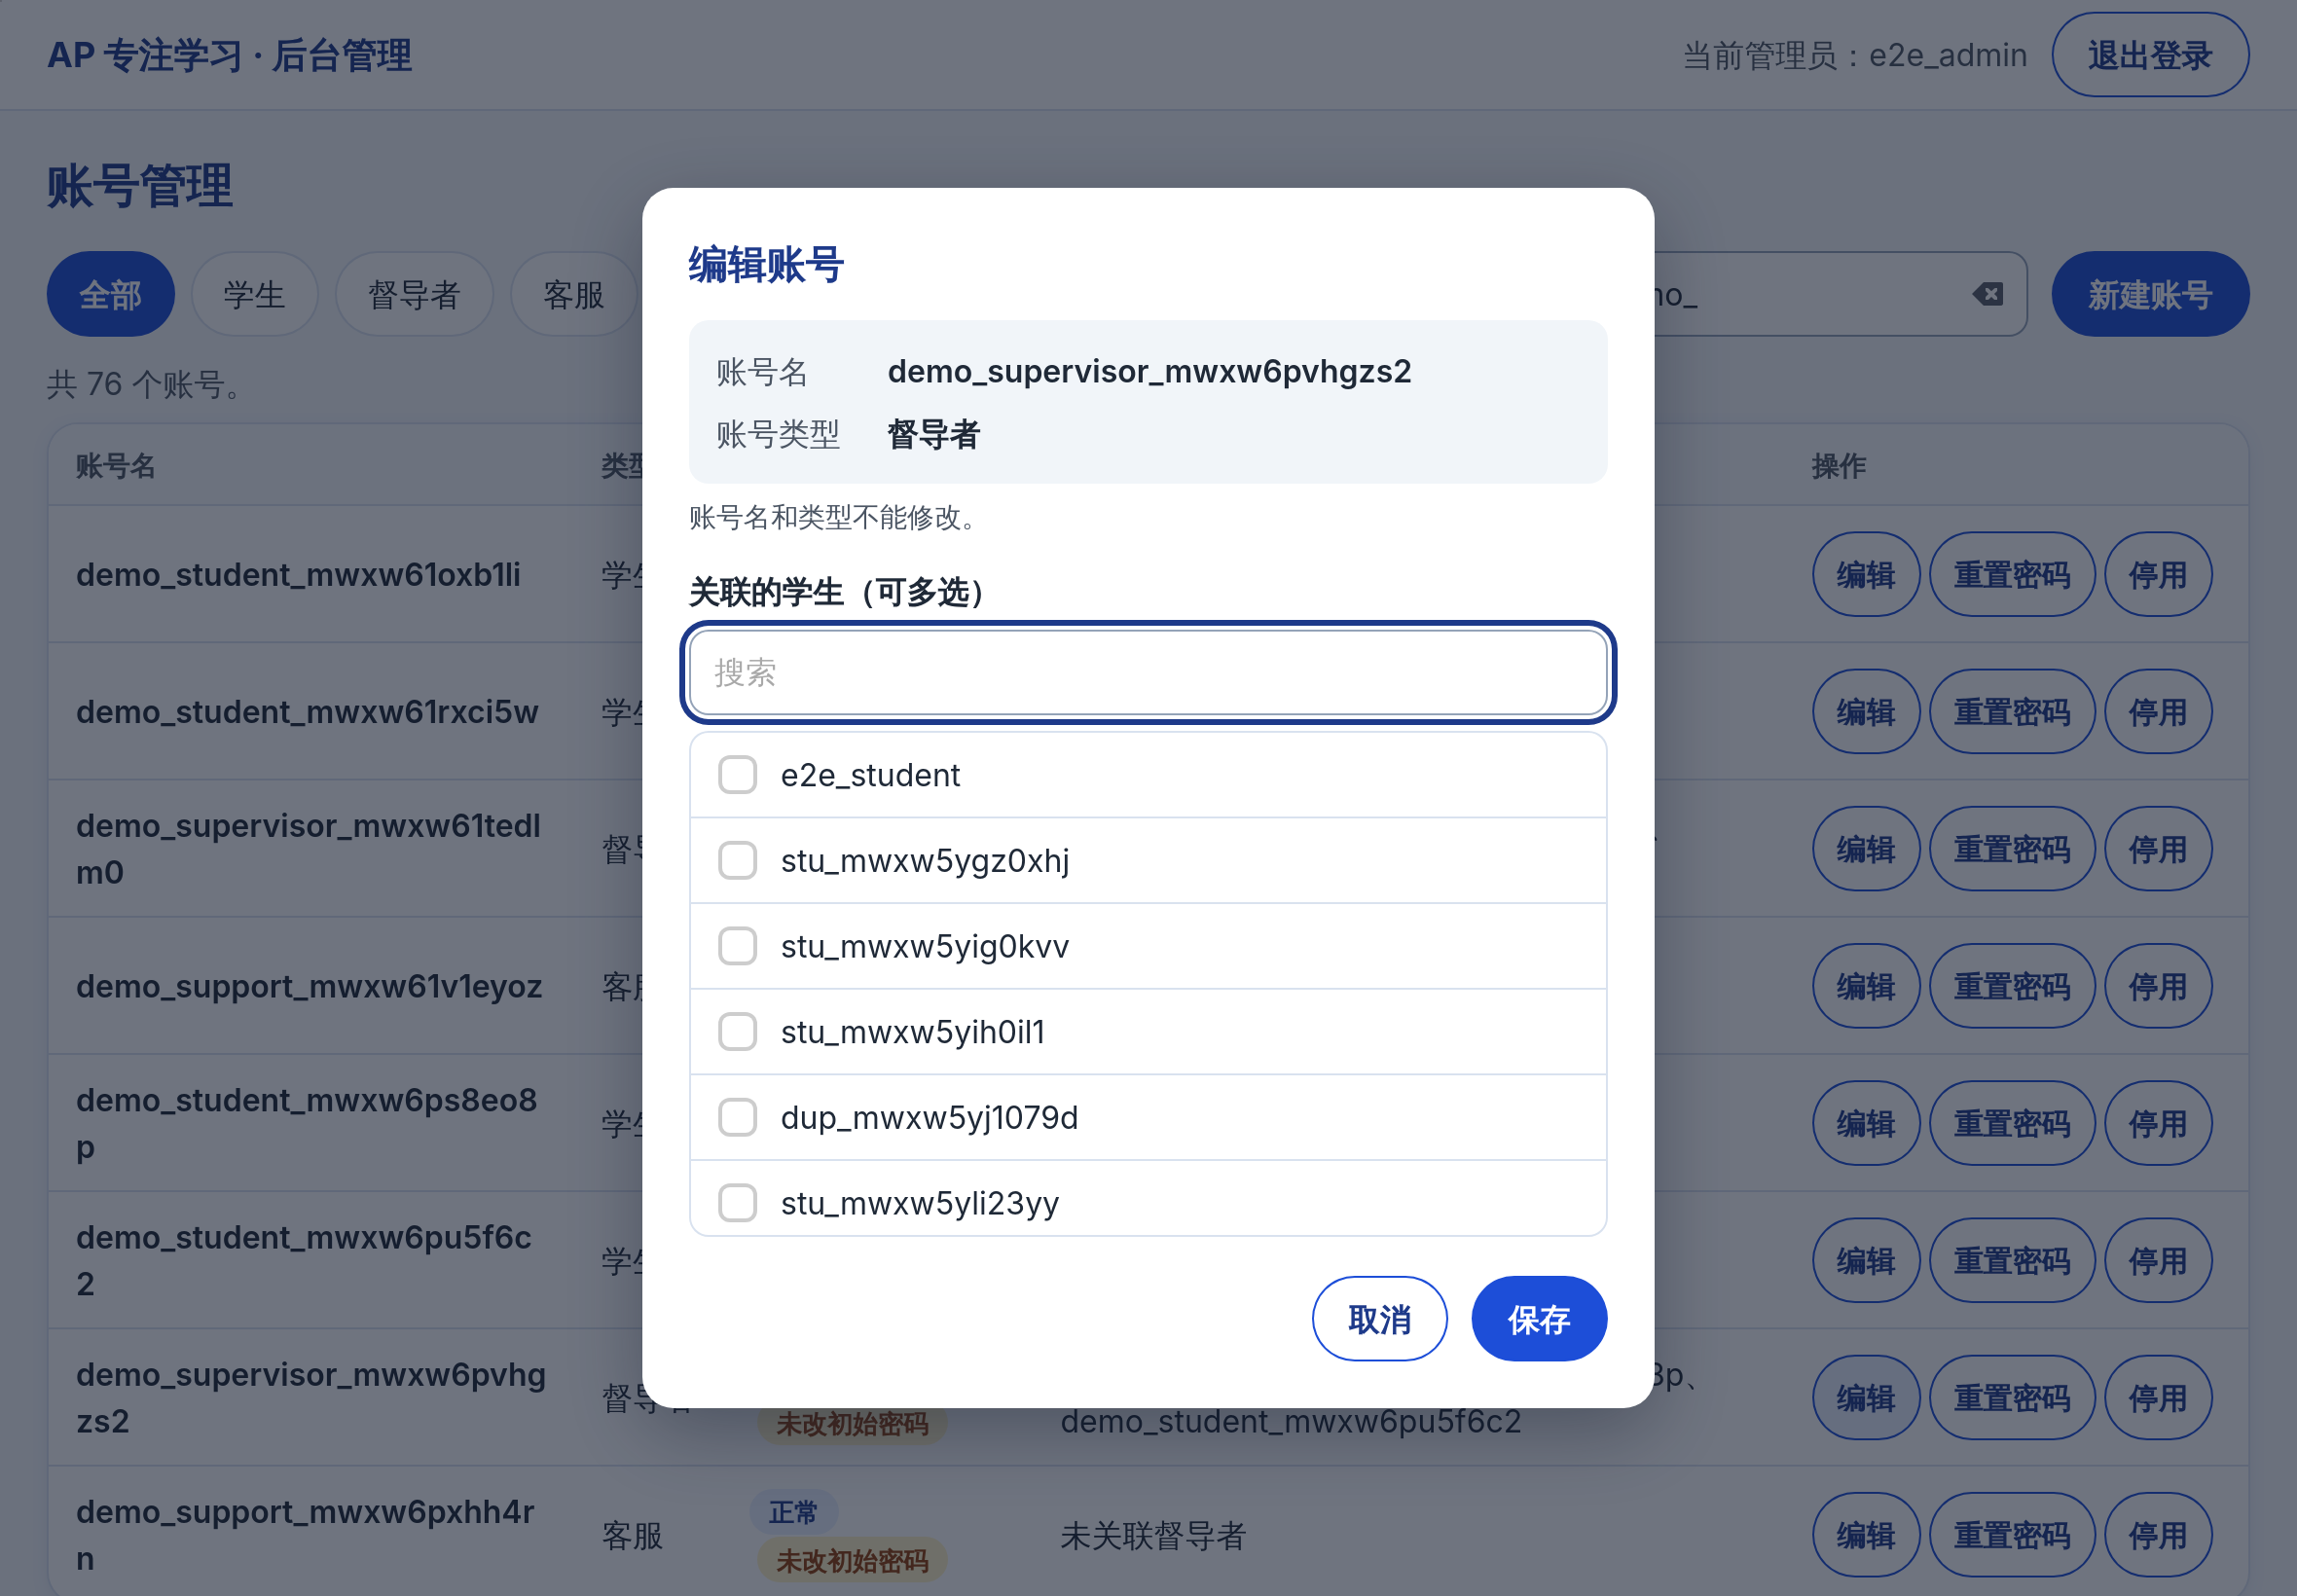 AP 专注学习 · 后台管理
当前管理员：e2e_admin
退出登录
账号管理
全部
学生
督导者
客服
新建账号
共 76 个账号。
账号名
操作
demo_student_mwxw61oxb1li
编辑
重置密码
停用
demo_student_mwxw61rxci5w
编辑
重置密码
停用
demo_supervisor_mwxw61tedl
m0
编辑
重置密码
停用
demo_support_mwxw61v1eyoz
编辑
重置密码
停用
demo_student_mwxw6ps8eo8
p
编辑
重置密码
停用
demo_student_mwxw6pu5f6c
2
编辑
重置密码
停用
demo_supervisor_mwxw6pvhg
zs2
未改初始密码
demo_student_mwxw6pu5f6c2
编辑
重置密码
停用
demo_support_mwxw6pxhh4r
n
客服
正常
未改初始密码
未关联督导者
编辑
重置密码
停用
编辑账号
账号名
demo_supervisor_mwxw6pvhgzs2
账号类型
督导者
账号名和类型不能修改。
关联的学生（可多选）
搜索
e2e_student
stu_mwxw5ygz0xhj
stu_mwxw5yig0kvv
stu_mwxw5yih0il1
dup_mwxw5yj1079d
stu_mwxw5yli23yy
取消
保存